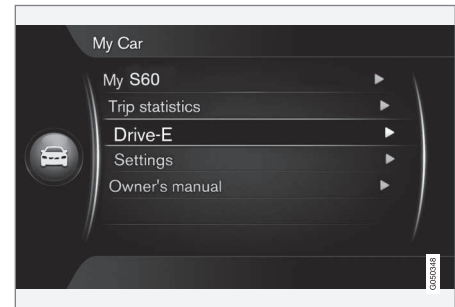 My Car
My S60
Trip statistics
Drive-E
Settings
Owner's manual
G050348